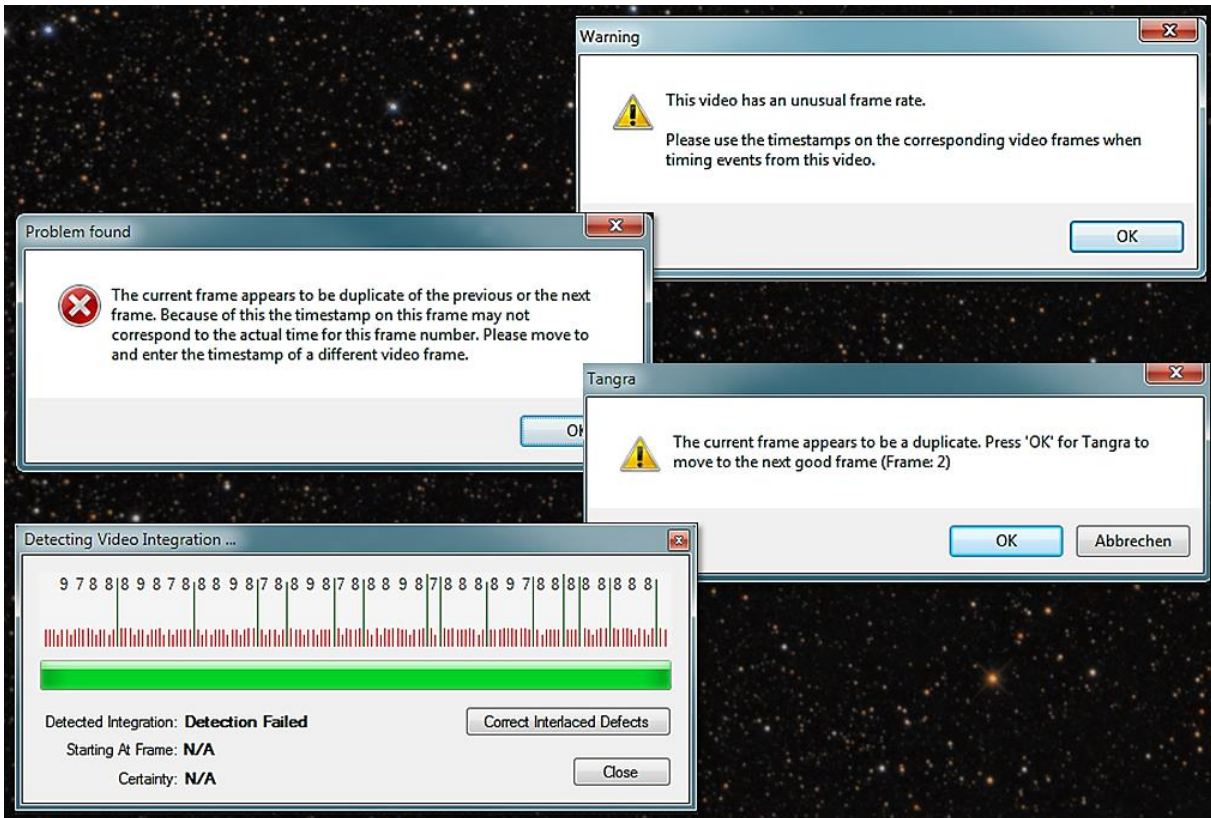 Warning
This video has an unusual frame rate.
Please use the timestamps on the corresponding video frames when
timing events from this video.
OK
Problem found
The current frame appears to be duplicate of the previous or the next
frame. Because of this the timestamp on this frame may not
correspond to the actual time for this frame number. Please move to
and enter the timestamp of a different video frame.
OK
Tangra
The current frame appears to be a duplicate. Press 'OK' for Tangra to
move to the next good frame (Frame: 2)
OK Abbrechen
Detecting Video Integration ...
9 7 8 8 8 9 8 7 8 8 8 9 8 7 8 8 9 8 7 8 8 8 9 8 7 8 8 8 8 9 7 8 8 8 8 8 8 8 8
Detected Integration: Detection Failed
Correct Interlaced Defects
Starting At Frame: N/A
Certainty: N/A
Close